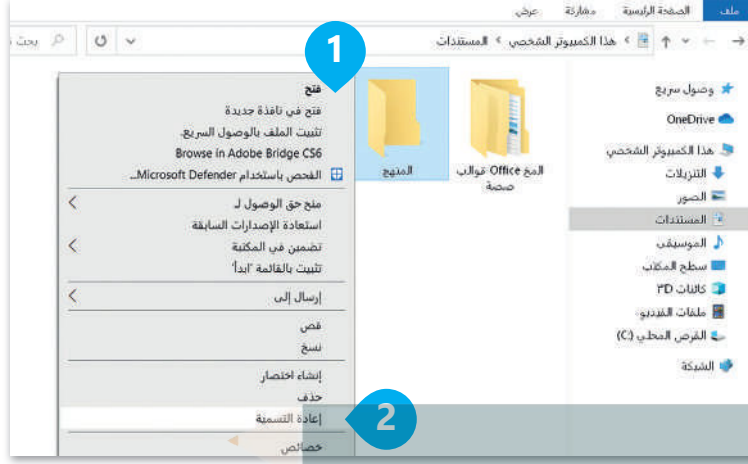 ملف الصفحة الرئيسية مشاركة عرض
هذا الكمبيوتر الشخصي > المستندات
1
وصول سريع
OneDrive
هذا الكمبيوتر الشخصي
التنزيلات
الصور
المستندات
الموسيقى
سطح المكتب
كائنات ٣D
ملفات الفيديو
القرص المحلي (C:)
الشبكة
قوالب Office المخ
صصة
المنهج
فتح
فتح في نافذة جديدة
تثبيت الملف بالوصول السريع.
Browse in Adobe Bridge CS6
الفحص باستخدام Microsoft Defender...
منح حق الوصول لـ
استعادة الإصدارات السابقة
تضمين في المكتبة
تثبيت بالقائمة "ابدأ"
إرسال إلى
قص
نسخ
إنشاء اختصار
حذف
إعادة التسمية
2
خصائص